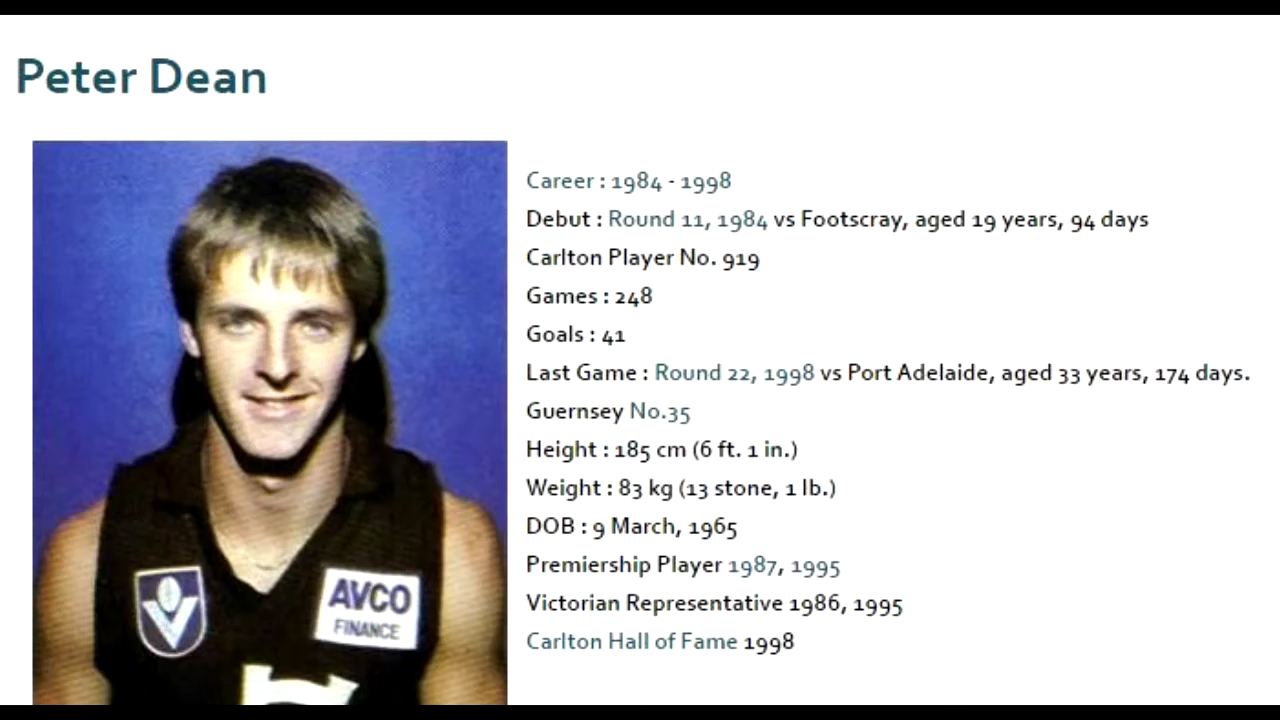 Peter Dean
Career : 1984 - 1998
Debut : Round 11, 1984 vs Footscray, aged 19 years, 94 days
Carlton Player No. 919
Games : 248
Goals : 41
Last Game : Round 22, 1998 vs Port Adelaide, aged 33 years, 174 days.
Guernsey No.35
Height : 185 cm (6 ft. 1 in.)
Weight : 83 kg (13 stone, 1 lb.)
DOB : 9 March, 1965
Premiership Player 1987, 1995
Victorian Representative 1986, 1995
Carlton Hall of Fame 1998
AVCO
FINANCE